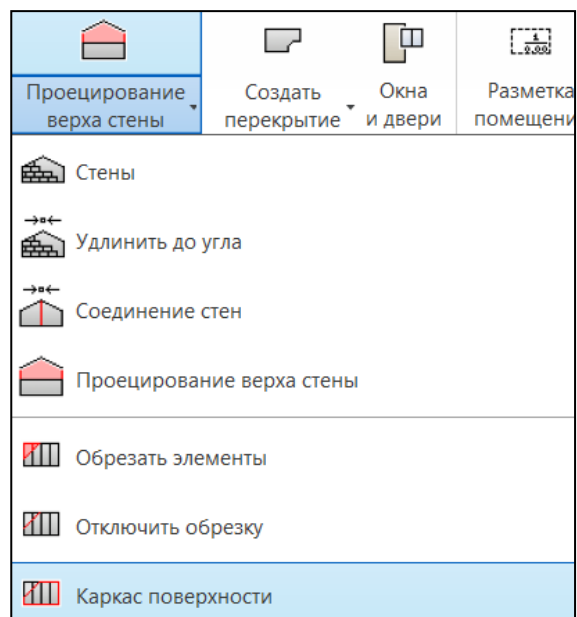 Проецирование
верха стены
Создать
перекрытие
Окна
и двери
Разметка
помещени
Стены
Удлинить до угла
Соединение стен
Проецирование верха стены
Обрезать элементы
Отключить обрезку
Каркас поверхности